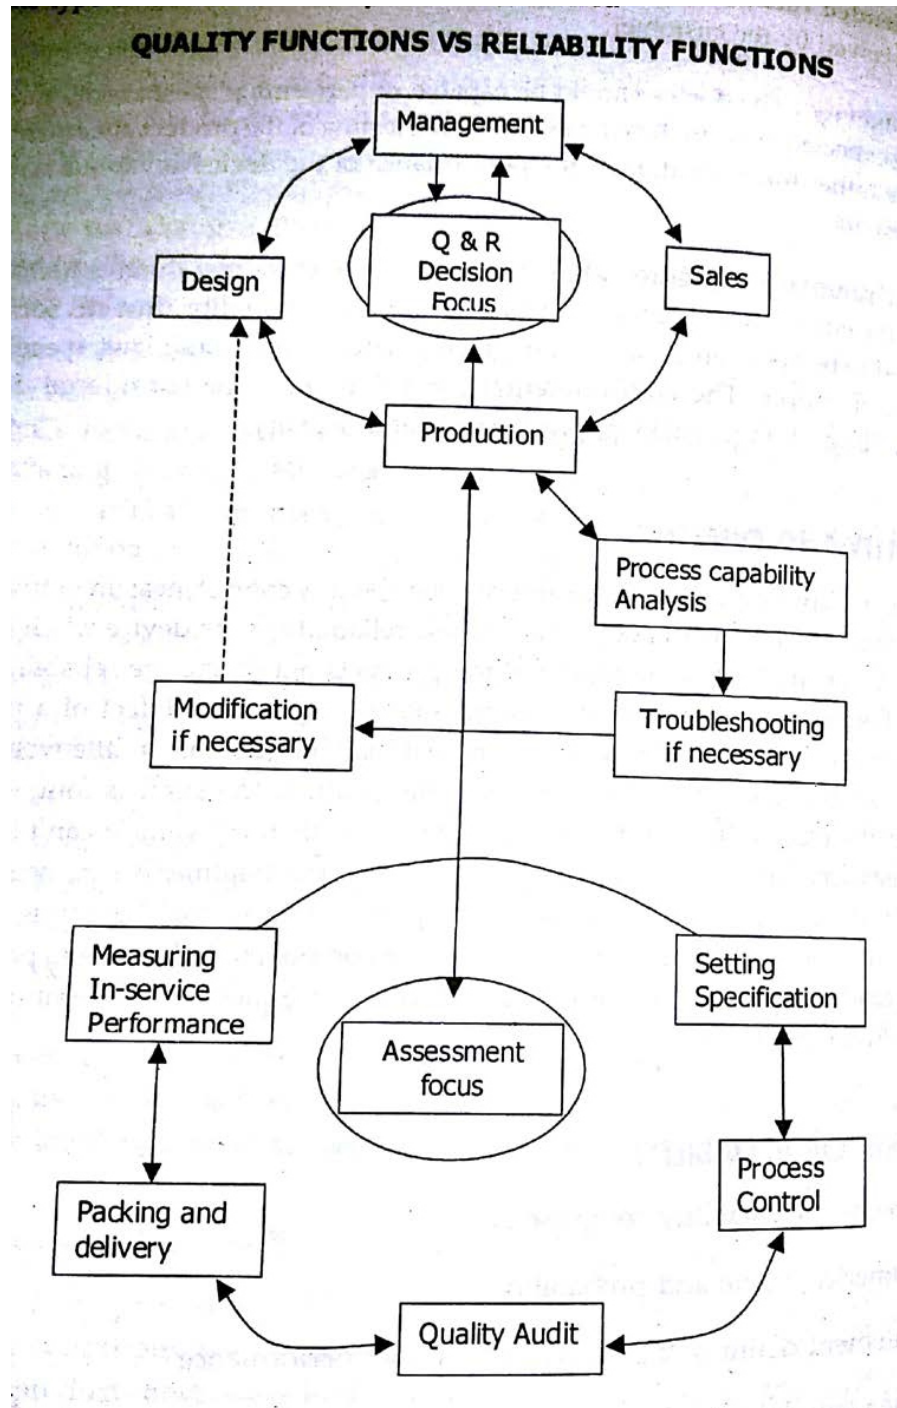 QUALITY FUNCTIONS VS RELIABILITY FUNCTIONS
Management
Q & R
Decision
Focus
Design
Sales
Production
Process capability
Analysis
Modification
if necessary
Troubleshooting
if necessary
Measuring
In-service
Performance
Setting
Specification
Assessment
focus
Process
Control
Packing and
delivery
Quality Audit